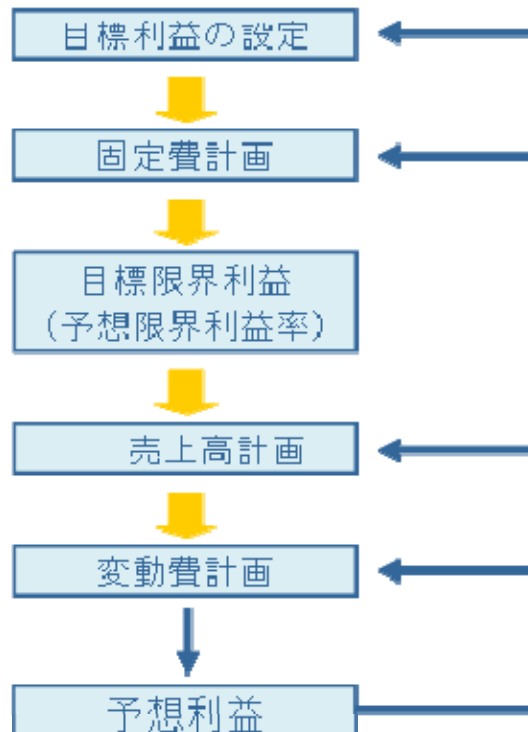 目標利益の設定
固定費計画
目標限界利益
(予想限界利益率)
売上高計画
変動費計画
予想利益